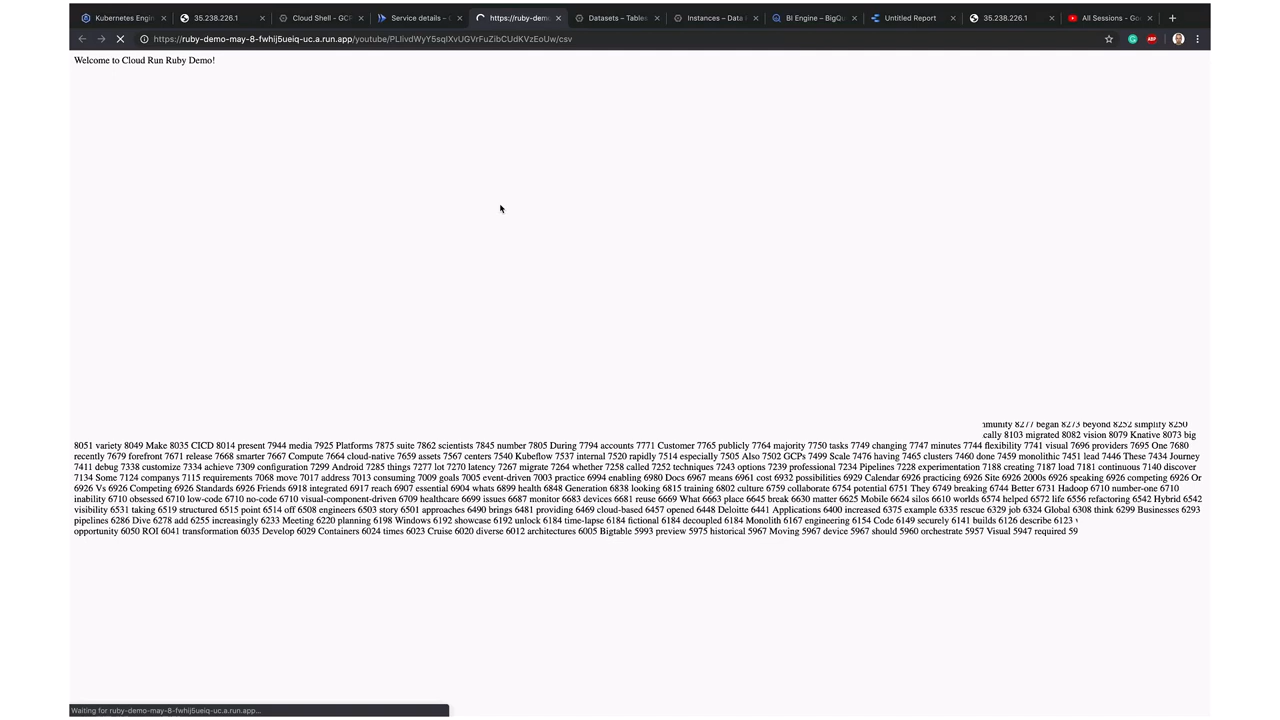 Kubernetes Engin
35.238.226.1
Cloud Shell - GCP
Service details –
https://ruby-demo
Datasets – Tables
Instances – Data
BI Engine – BigQu
Untitled Report
35.238.226.1
All Sessions - Go
https://ruby-demo-may-8-fwhij5ueiq-uc.a.run.app/youtube/PLIivdWyY5sqIXvUGVrFuZibCUdKVzEoUw/csv
Welcome to Cloud Run Ruby Demo!
8277 began 8273 beyond 8252 simplify 8250
cally 8103 migrated 8082 vision 8079 Knative 8073 big
8051 variety 8049 Make 8035 CICD 8014 present 7944 media 7925 Platforms 7875 suite 7862 scientists 7845 number 7805 During 7794 accounts 7771 Customer 7765 publicly 7764 majority 7750 tasks 7749 changing 7747 minutes 7744 flexibility 7741 visual 7696 providers 7695 One 7680
recently 7679 forefront 7671 release 7668 smarter 7667 Compute 7664 cloud-native 7659 assets 7567 centers 7540 Kubeflow 7537 internal 7520 rapidly 7514 especially 7505 Also 7502 GCPs 7499 Scale 7476 having 7465 clusters 7460 done 7459 monolithic 7451 lead 7446 These 7434 Journey
7411 debug 7338 customize 7334 achieve 7309 configuration 7299 Android 7285 things 7277 lot 7270 latency 7267 migrate 7264 whether 7258 called 7252 techniques 7243 options 7239 professional 7234 Pipelines 7228 experimentation 7188 creating 7187 load 7181 continuous 7140 discover
7134 Some 7124 companys 7115 requirements 7068 move 7017 address 7013 consuming 7009 goals 7005 event-driven 7003 practice 6994 enabling 6980 Docs 6967 means 6961 cost 6932 possibilities 6929 Calendar 6926 practicing 6926 Site 6926 2000s 6926 speaking 6926 competing 6926 Or
6926 Vs 6926 Competing 6926 Standards 6926 Friends 6918 integrated 6917 reach 6907 essential 6904 whats 6899 health 6848 Generation 6838 looking 6815 training 6802 culture 6759 collaborate 6754 potential 6751 They 6749 breaking 6744 Better 6731 Hadoop 6710 number-one 6710
inability 6710 obsessed 6710 low-code 6710 no-code 6710 visual-event-driven 6709 healthcare 6699 issues 6687 monitor 6683 devices 6681 reuse 6669 What 6663 place 6645 break 6630 matter 6625 Mobile 6624 silos 6610 worlds 6574 helped 6572 life 6556 refactoring 6542 Hybrid 6542
visibility 6531 taking 6519 structured 6515 point 6514 off 6508 engineers 6503 story 6501 approaches 6490 brings 6481 providing 6469 cloud-based 6457 opened 6448 Deloitte 6441 Applications 6400 increased 6375 example 6335 rescue 6329 job 6324 Global 6308 think 6299 Businesses 6293
pipelines 6286 Dive 6278 add 6255 increasingly 6233 Meeting 6220 planning 6198 Windows 6192 showcase 6192 unlock 6184 time-lapse 6184 fictional 6184 decoupled 6184 Monolith 6167 engineering 6154 Code 6149 securely 6141 builds 6126 describe 6123
opportunity 6050 ROI 6041 transformation 6035 Develop 6029 Containers 6024 times 6023 Cruise 6020 diverse 6012 architectures 6005 Bigtable 5993 preview 5975 historical 5967 Moving 5967 device 5967 should 5960 orchestrate 5957 Visual 5947 required 59
Waiting for ruby-demo-may-8-fwhij5ueiq-uc.a.run.app...